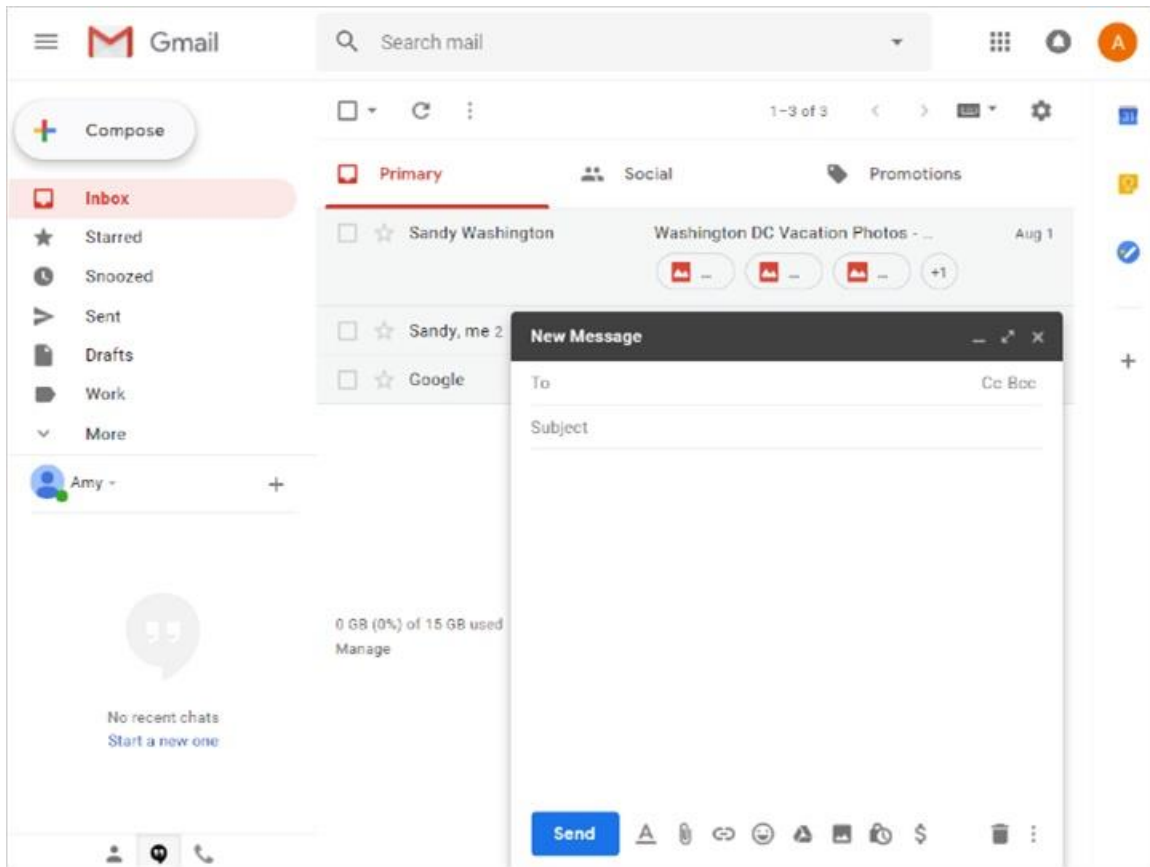 Gmail
Search mail
A
Compose
1–3 of 3
31
Primary
Social
Promotions
Inbox
Starred
Snoozed
Sent
Drafts
Work
More
Sandy Washington
Washington DC Vacation Photos - ...
Aug 1
...
...
...
+1
Sandy, me 2
Google
New Message
To
Cc Bcc
Subject
Amy
0 GB (0%) of 15 GB used
Manage
No recent chats
Start a new one
Send
A
$